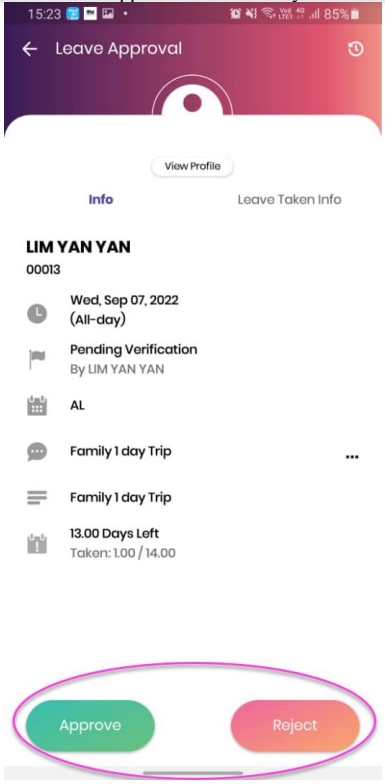 15:23 85%
Leave Approval
View Profile
Info Leave Taken Info
LIM YAN YAN
00013
Wed, Sep 07, 2022
(All-day)
Pending Verification
By LIM YAN YAN
AL
Family 1 day Trip
...
Family 1 day Trip
13.00 Days Left
Taken: 1.00 / 14.00
Approve Reject